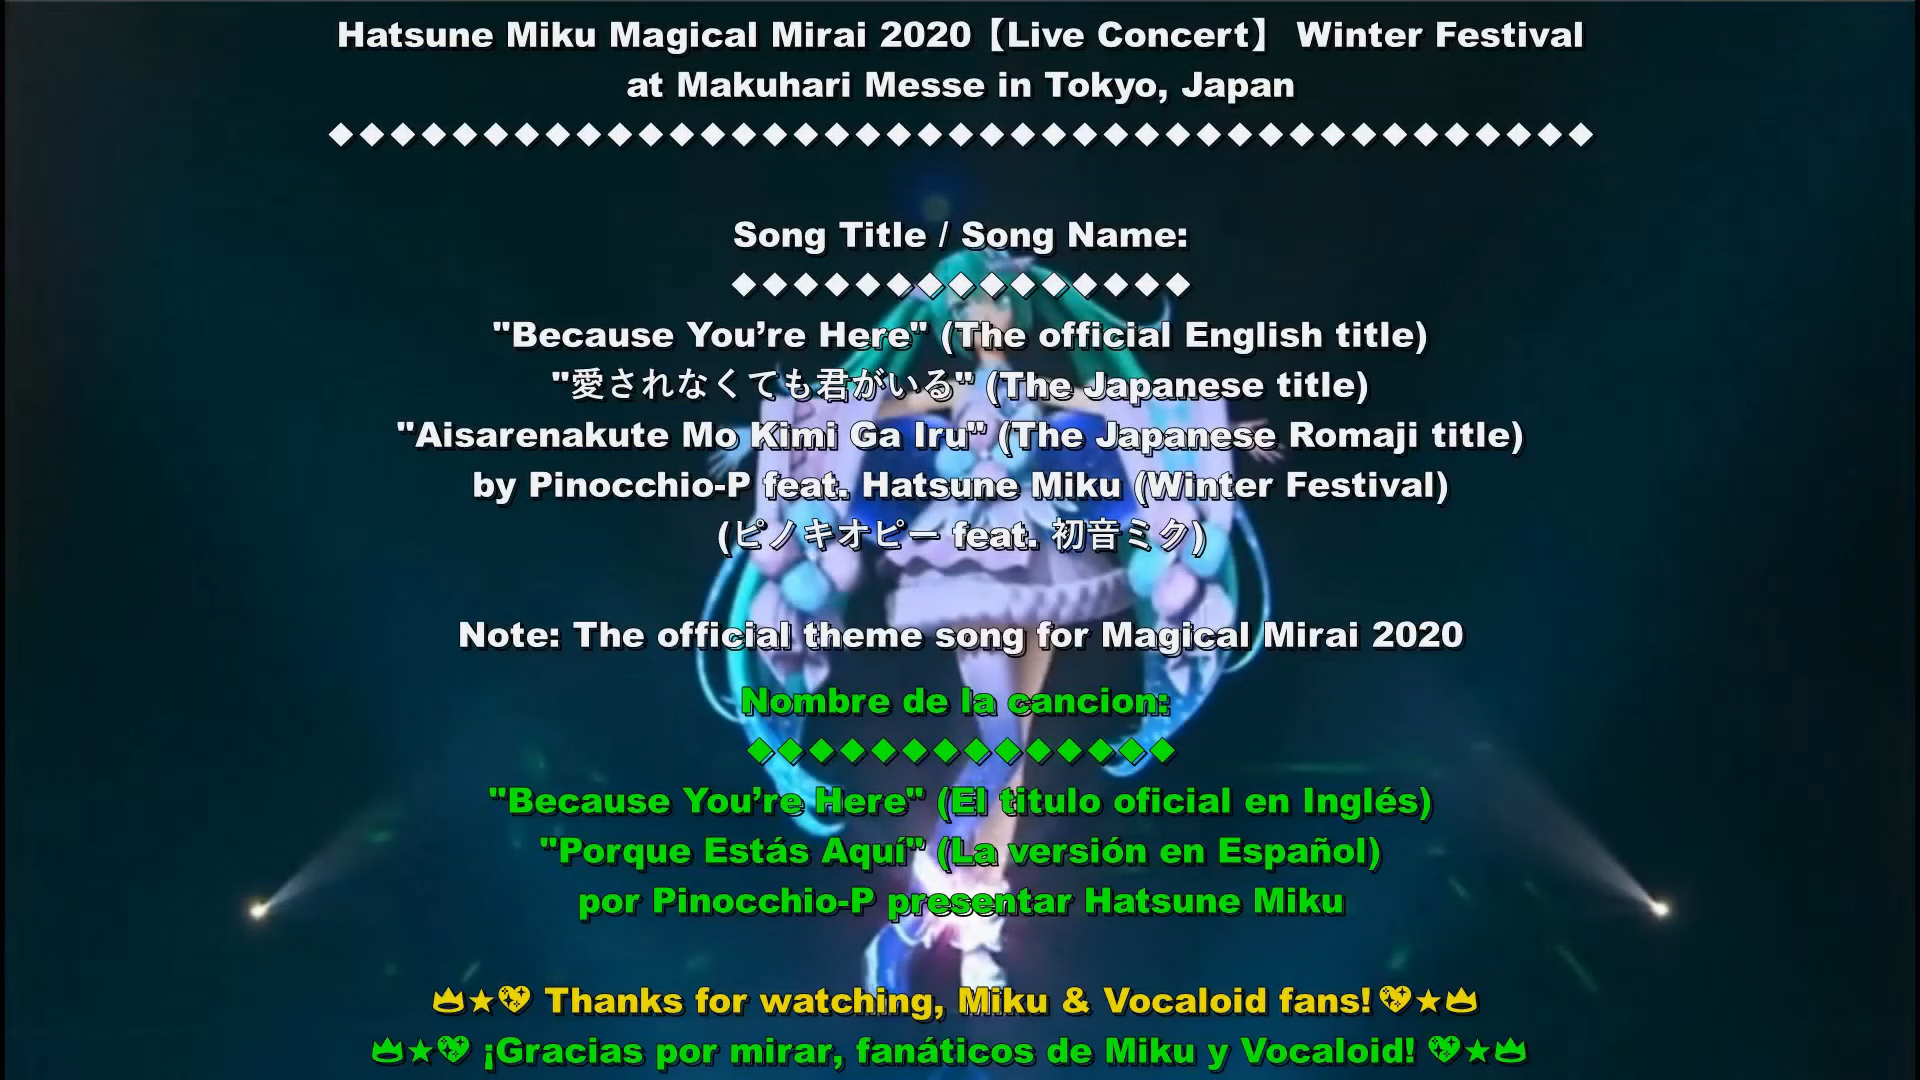 Hatsune Miku Magical Mirai 2020【Live Concert】 Winter Festival
at Makuhari Messe in Tokyo, Japan
◆◆◆◆◆◆◆◆◆◆◆◆◆◆◆◆◆◆◆◆◆◆◆◆◆◆◆◆◆◆◆◆◆◆◆◆◆◆◆◆◆
Song Title / Song Name:
◆◆◆◆◆◆◆◆◆◆◆◆◆◆◆
"Because You’re Here" (The official English title)
"愛されなくても君がいる" (The Japanese title)
"Aisarenakute Mo Kimi Ga Iru" (The Japanese Romaji title)
by Pinocchio-P feat. Hatsune Miku (Winter Festival)
(ピノキオピー feat. 初音ミク)
Note: The official theme song for Magical Mirai 2020
Nombre de la cancion:
◆◆◆◆◆◆◆◆◆◆◆◆◆◆
"Because You’re Here" (El titulo oficial en Inglés)
"Porque Estás Aquí" (La versión en Español)
por Pinocchio-P presentar Hatsune Miku
♛★💖 Thanks for watching, Miku & Vocaloid fans!💖★♛
♛★💖 ¡Gracias por mirar, fanáticos de Miku y Vocaloid! 💖★♛